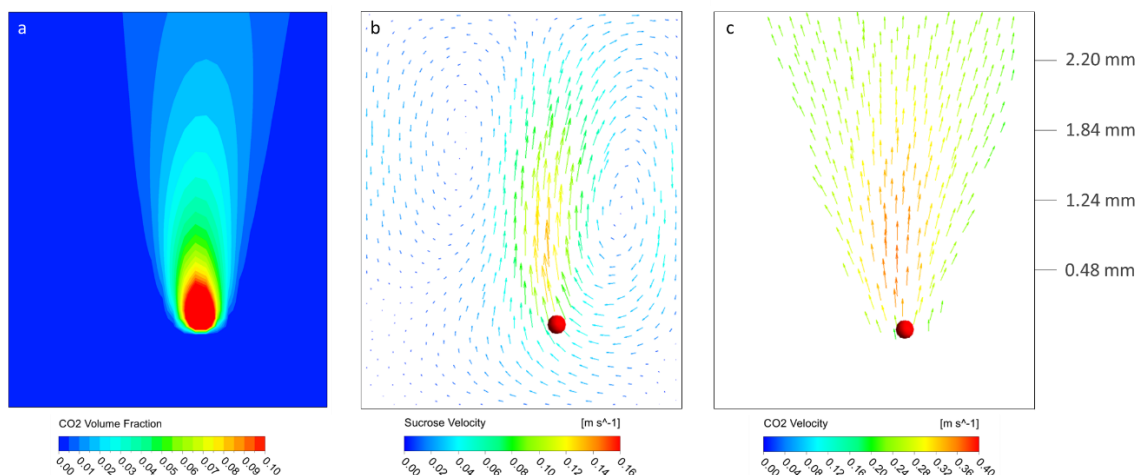 a
b
c
2.20 mm
1.84 mm
1.24 mm
0.48 mm
CO2 Volume Fraction
0.00 0.01 0.02 0.03 0.04 0.05 0.06 0.07 0.08 0.09 0.10
Sucrose Velocity [m s^-1]
0.00 0.02 0.04 0.06 0.08 0.10 0.12 0.14 0.16
CO2 Velocity [m s^-1]
0.00 0.04 0.08 0.12 0.16 0.20 0.24 0.28 0.32 0.36 0.40